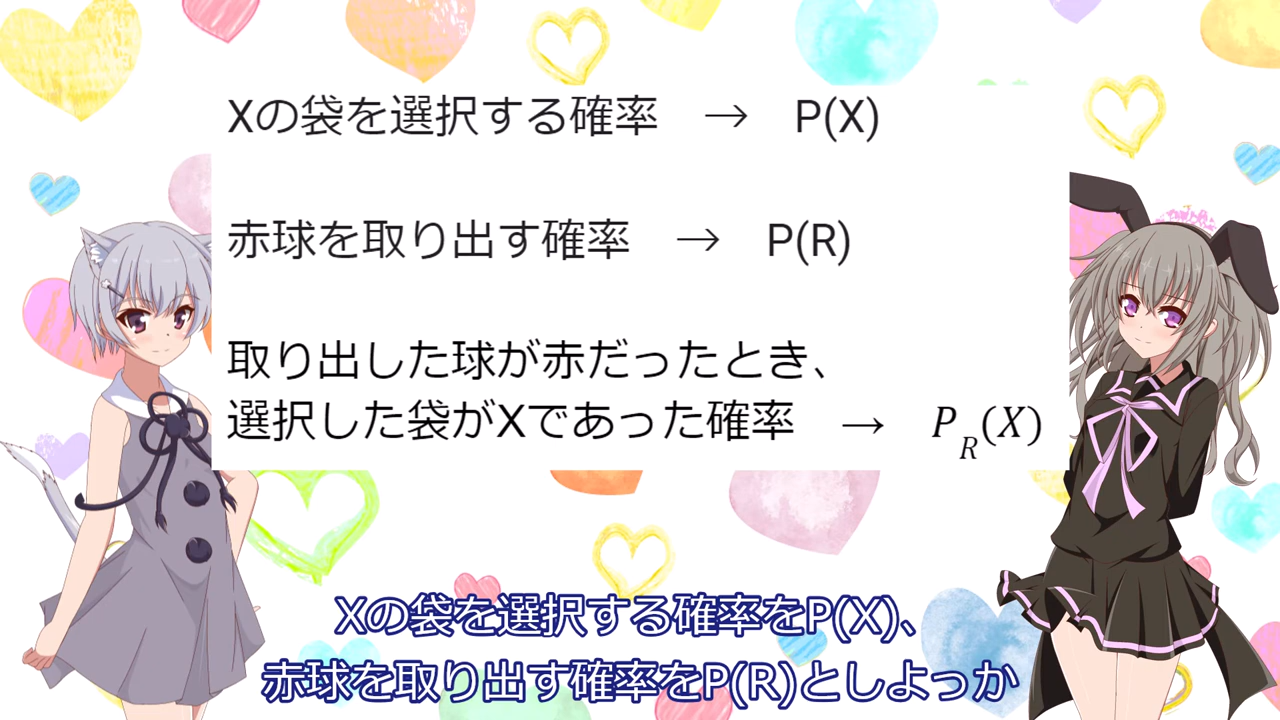 Xの袋を選択する確率　→　P(X)
赤球を取り出す確率　→　P(R)
取り出した球が赤だったとき、
選択した袋がXであった確率　→　P_R(X)
Xの袋を選択する確率をP(X)、
赤球を取り出す確率をP(R)としよっか